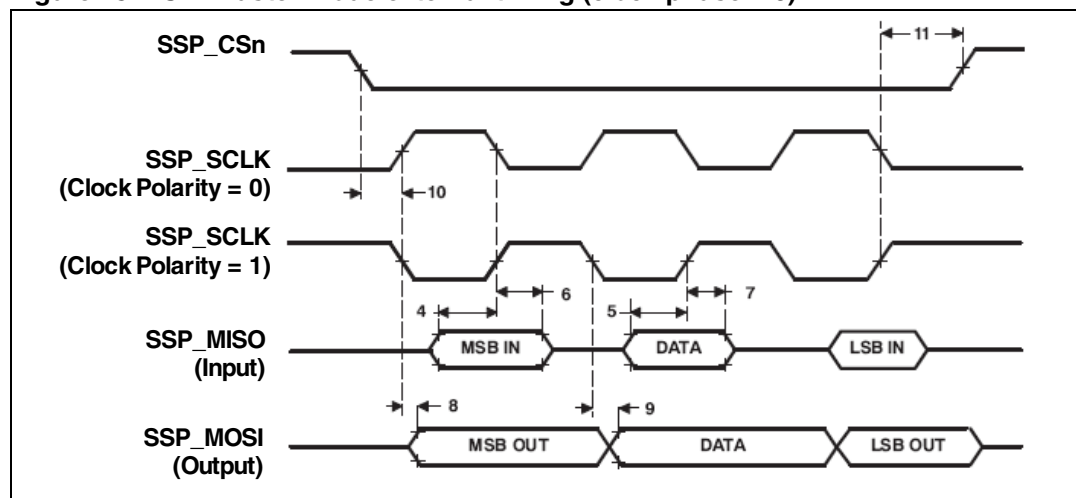 SSP_CSn
11
SSP_SCLK
(Clock Polarity = 0)
10
SSP_SCLK
(Clock Polarity = 1)
4
6
5
7
SSP_MISO
(Input)
MSB IN
DATA
LSB IN
8
9
SSP_MOSI
(Output)
MSB OUT
DATA
LSB OUT